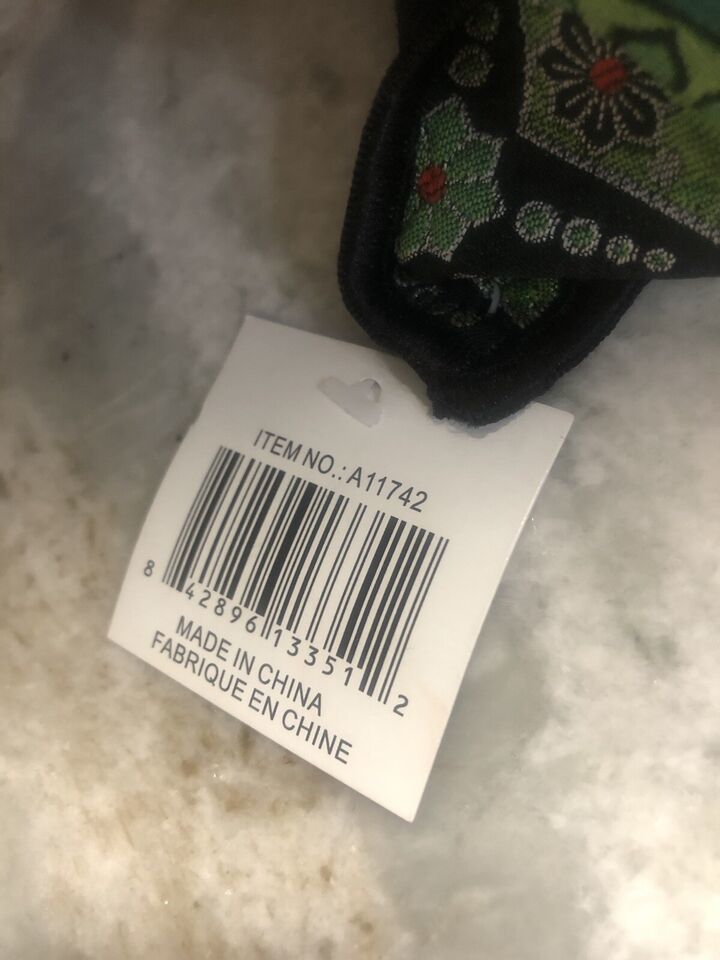 ITEM NO.: A11742
8 42896 13351 2
MADE IN CHINA
FABRIQUE EN CHINE